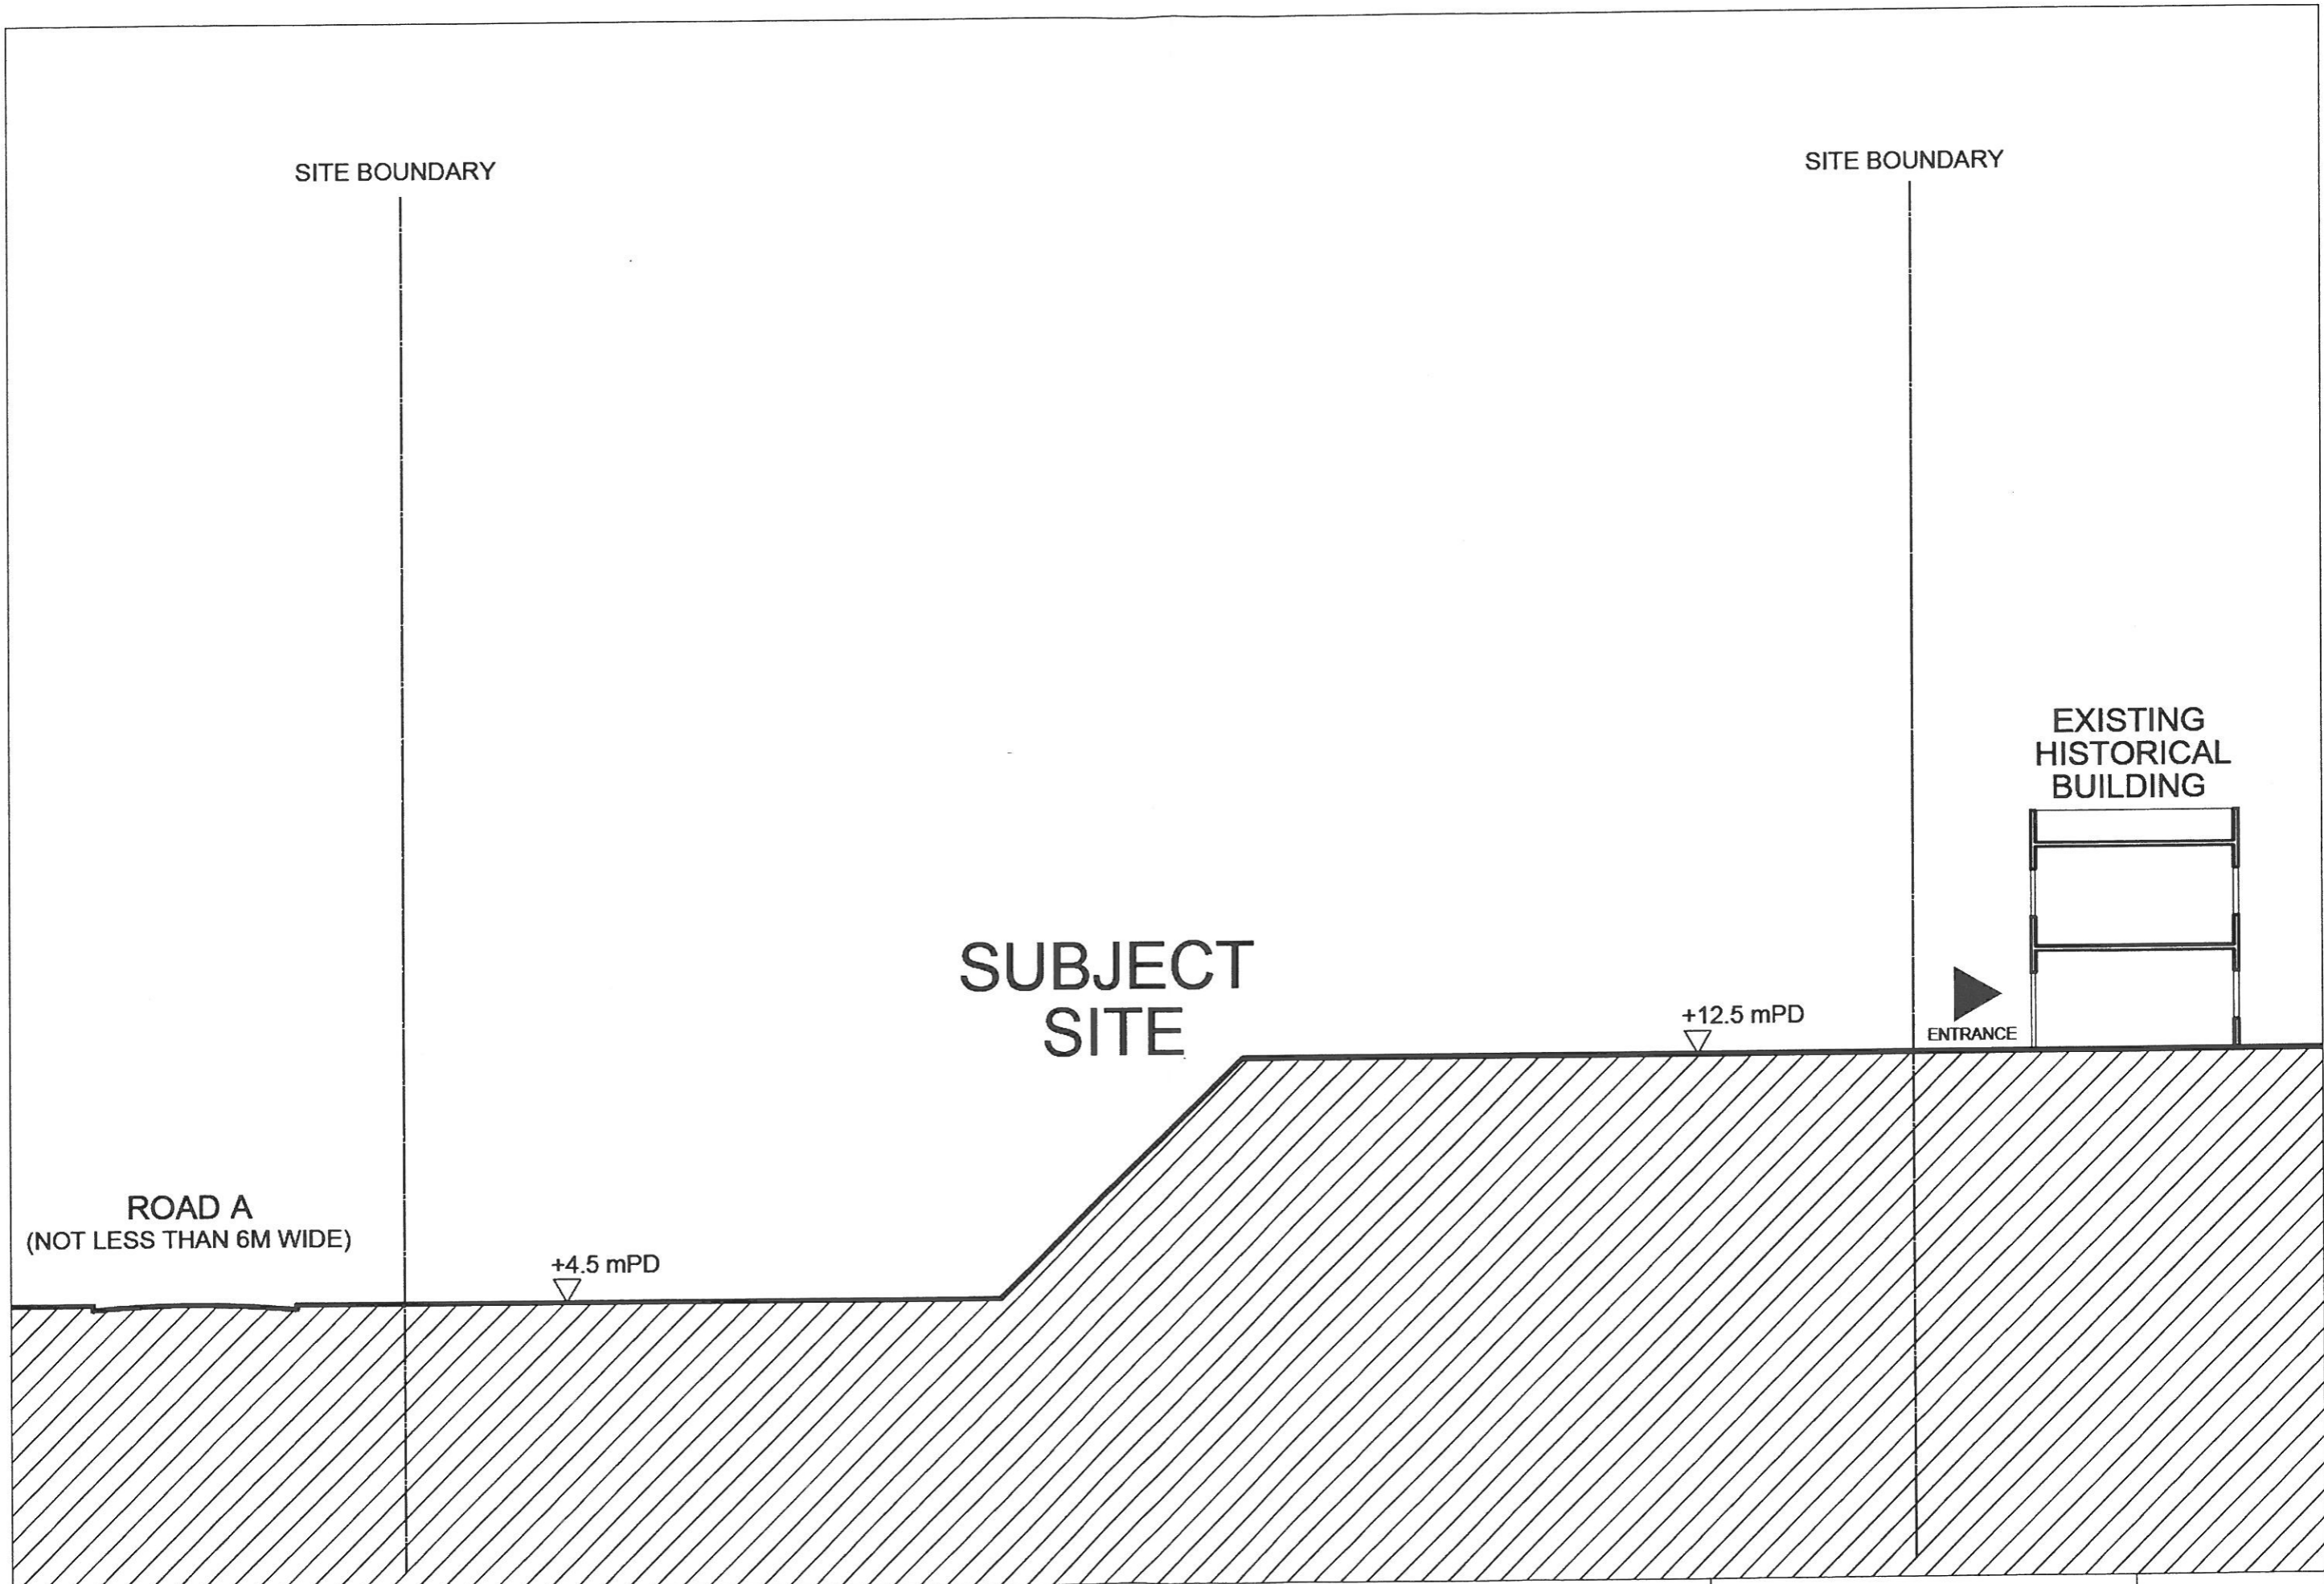 SITE BOUNDARY
SITE BOUNDARY
EXISTING
HISTORICAL
BUILDING
SUBJECT
SITE
+12.5 mPD
ENTRANCE
ROAD A
(NOT LESS THAN 6M WIDE)
+4.5 mPD